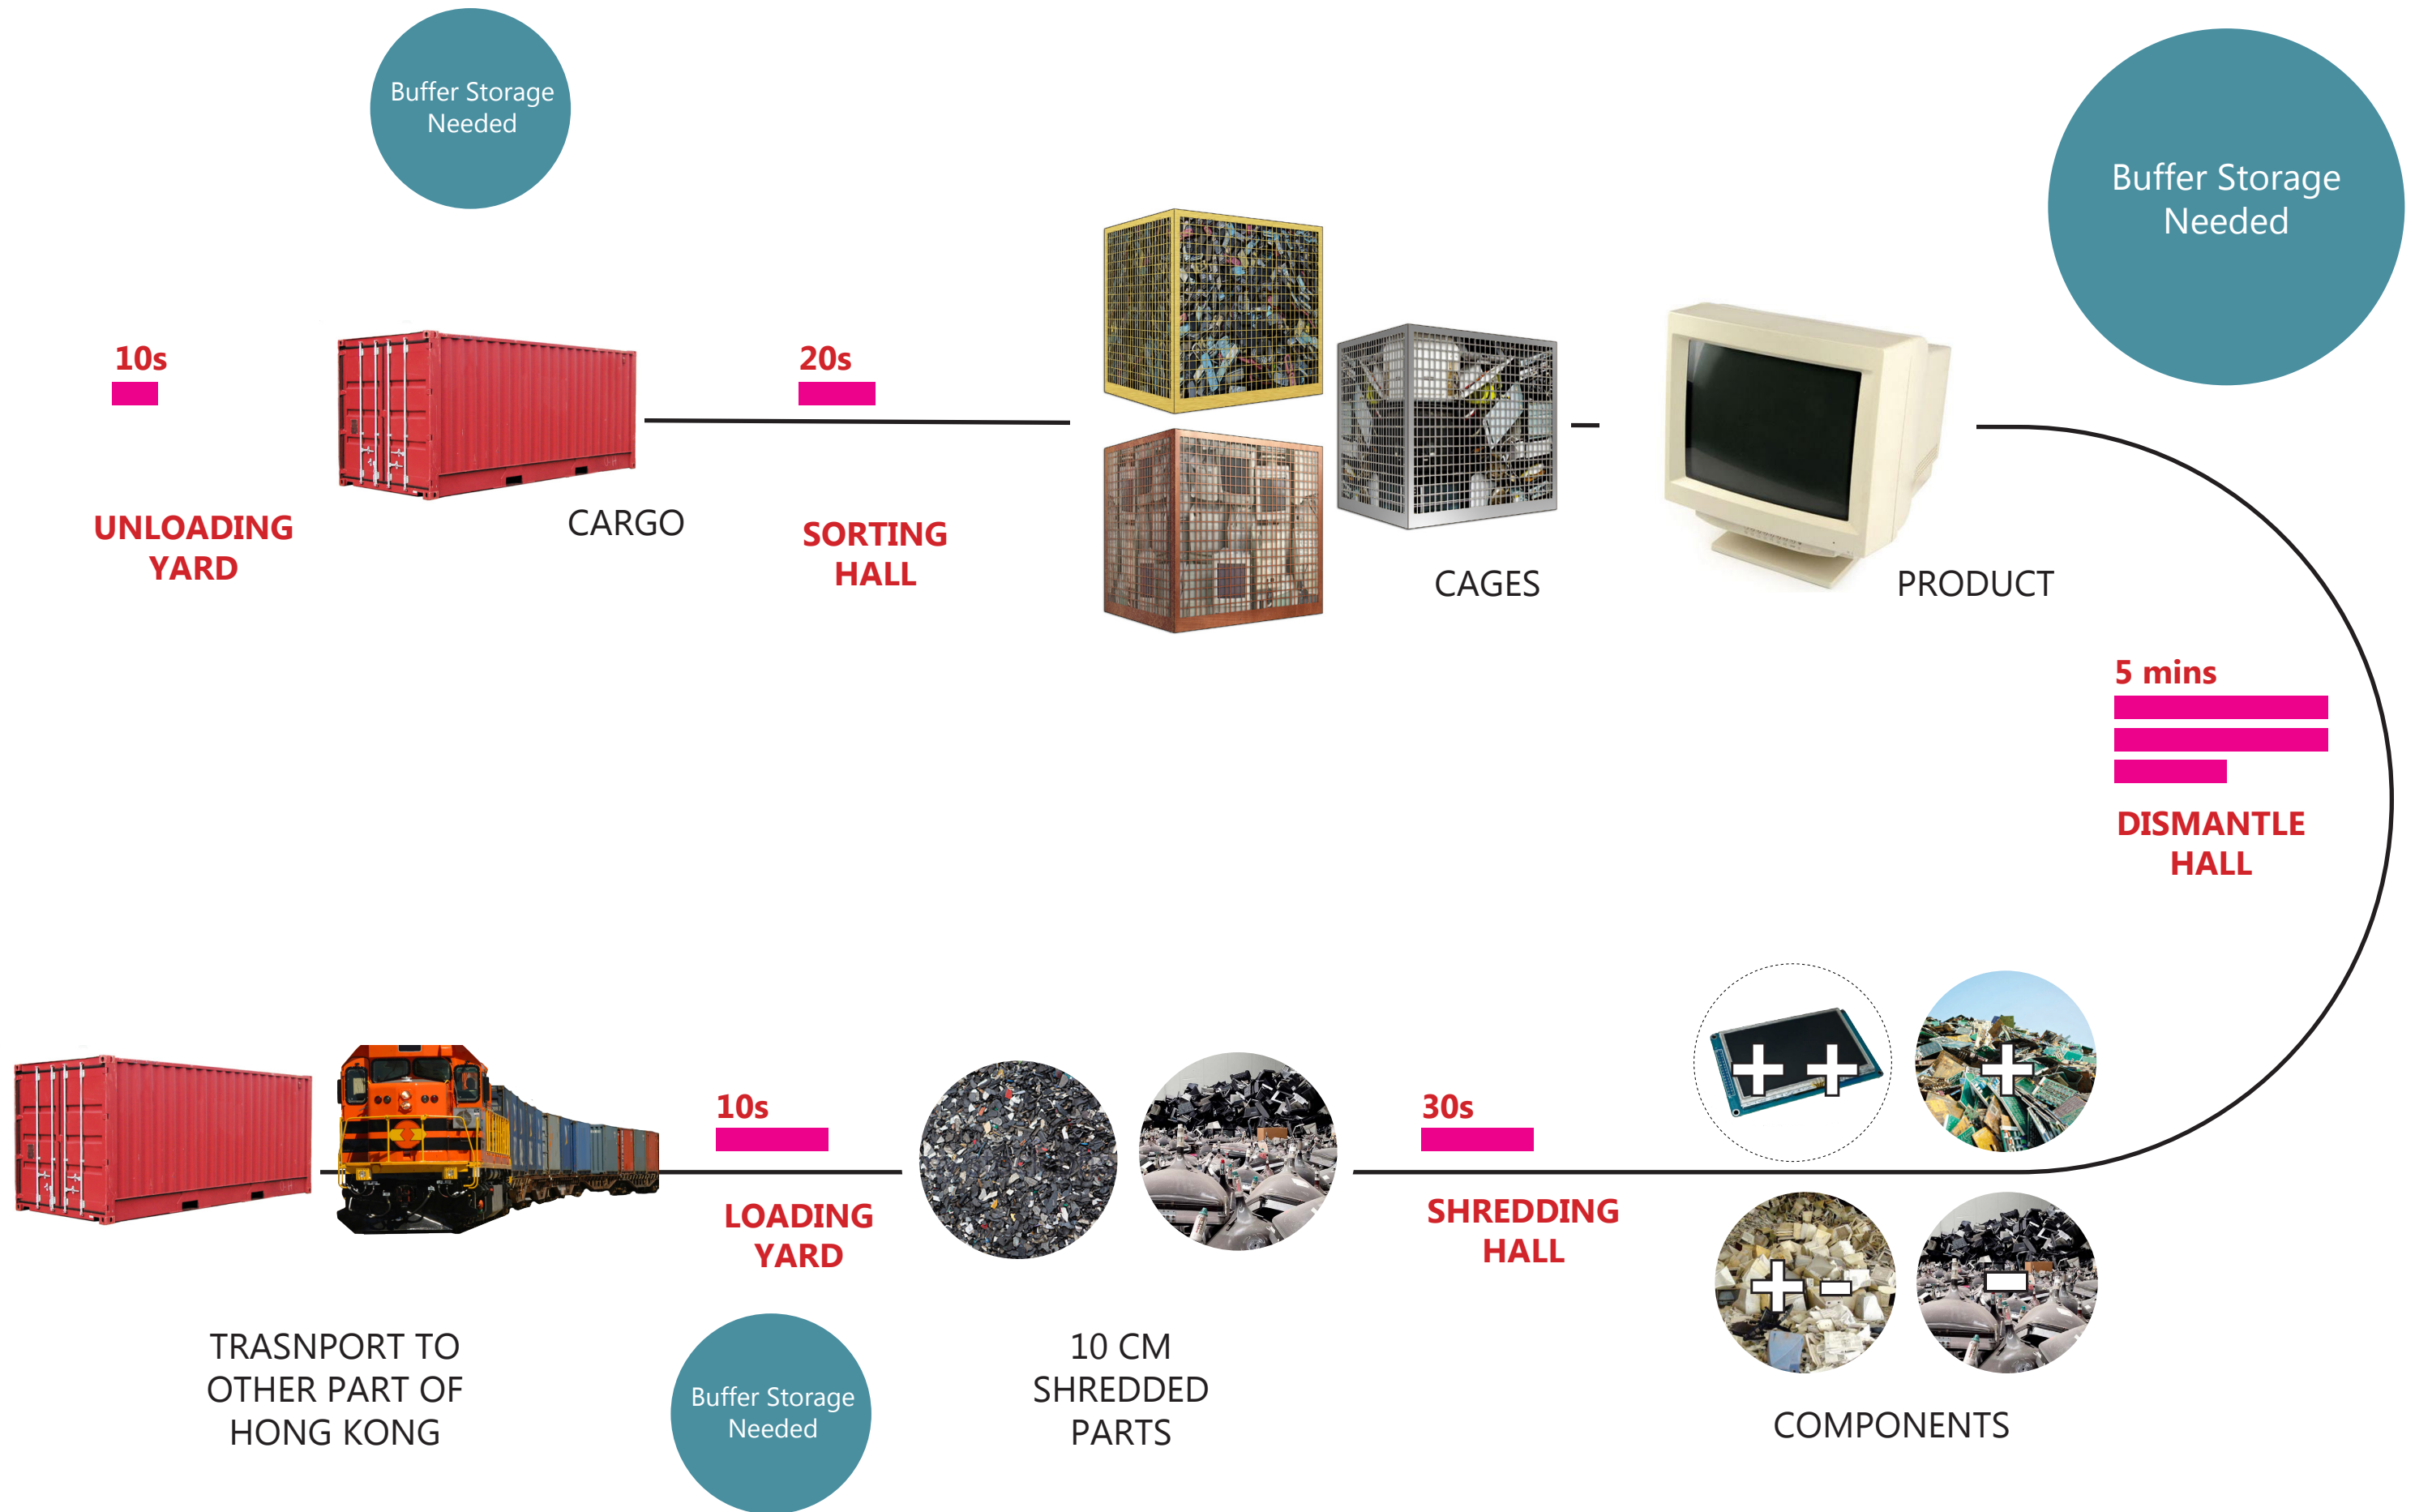 Buffer Storage
Needed
Buffer Storage
Needed
10s
20s
UNLOADING
YARD
CARGO
SORTING
HALL
CAGES
PRODUCT
5 mins
DISMANTLE
HALL
10s
30s
LOADING
YARD
SHREDDING
HALL
TRASNPORT TO
OTHER PART OF
HONG KONG
Buffer Storage
Needed
10 CM
SHREDDED
PARTS
COMPONENTS
++
+
+-
-